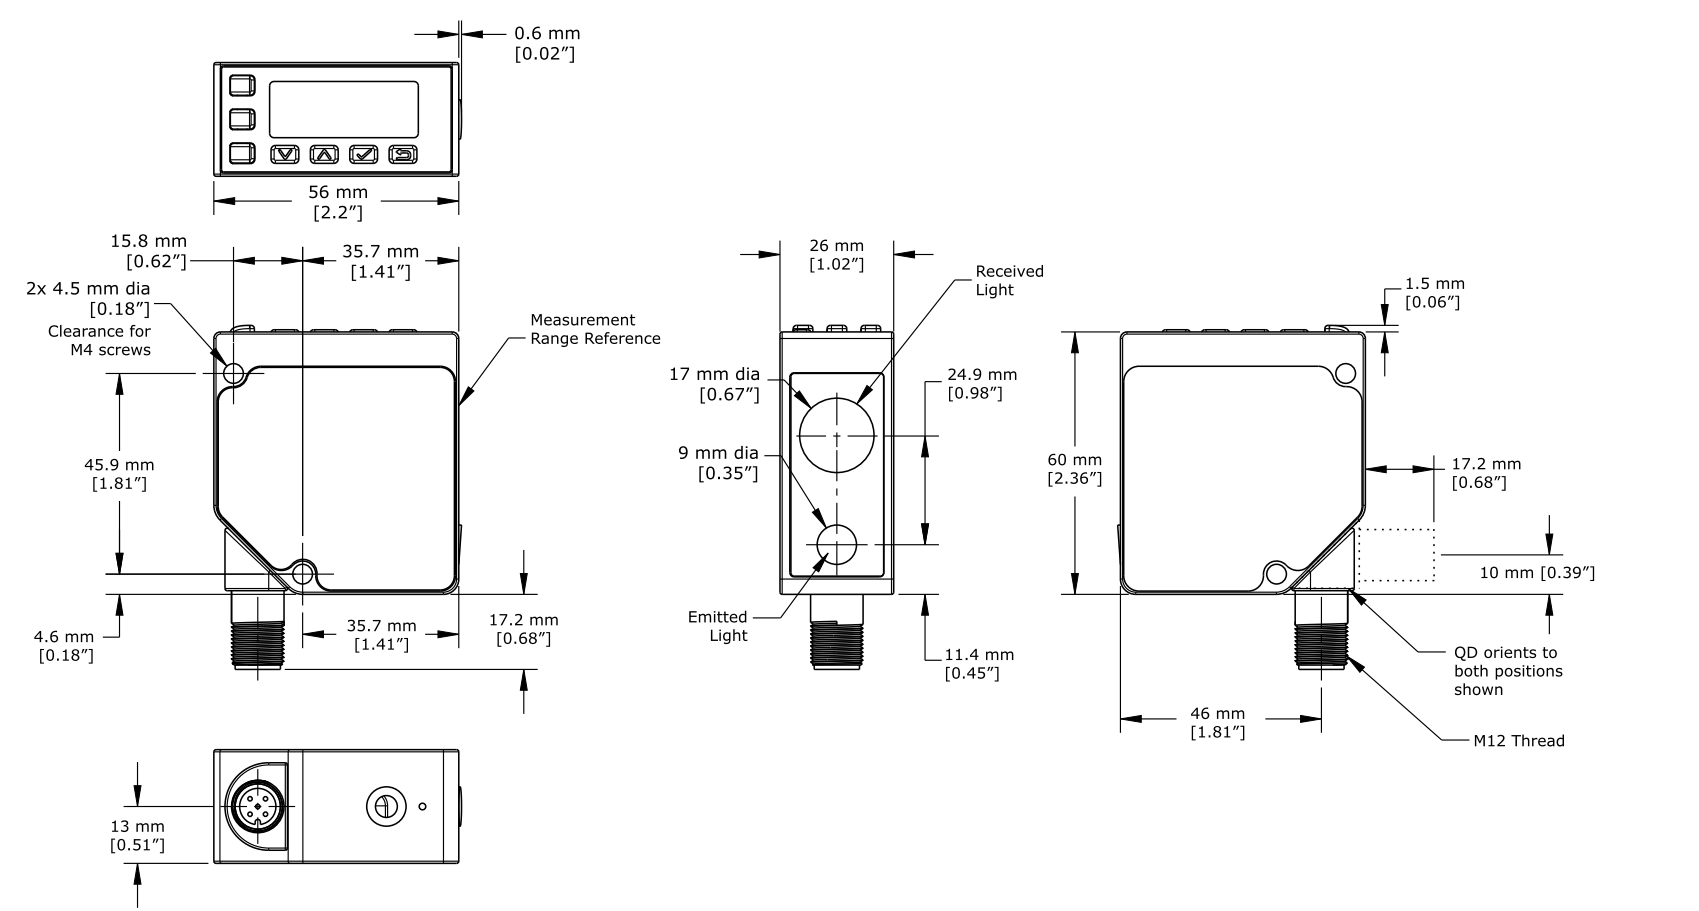 0.6 mm
[0.02″]
56 mm
[2.2″]
15.8 mm
[0.62″]
35.7 mm
[1.41″]
2x 4.5 mm dia
[0.18″]
Clearance for
M4 screws
Measurement
Range Reference
45.9 mm
[1.81″]
4.6 mm
[0.18″]
35.7 mm
[1.41″]
17.2 mm
[0.68″]
26 mm
[1.02″]
Received
Light
17 mm dia
[0.67″]
24.9 mm
[0.98″]
9 mm dia
[0.35″]
Emitted
Light
11.4 mm
[0.45″]
1.5 mm
[0.06″]
60 mm
[2.36″]
17.2 mm
[0.68″]
10 mm [0.39″]
QD orients to
both positions
shown
46 mm
[1.81″]
M12 Thread
13 mm
[0.51″]